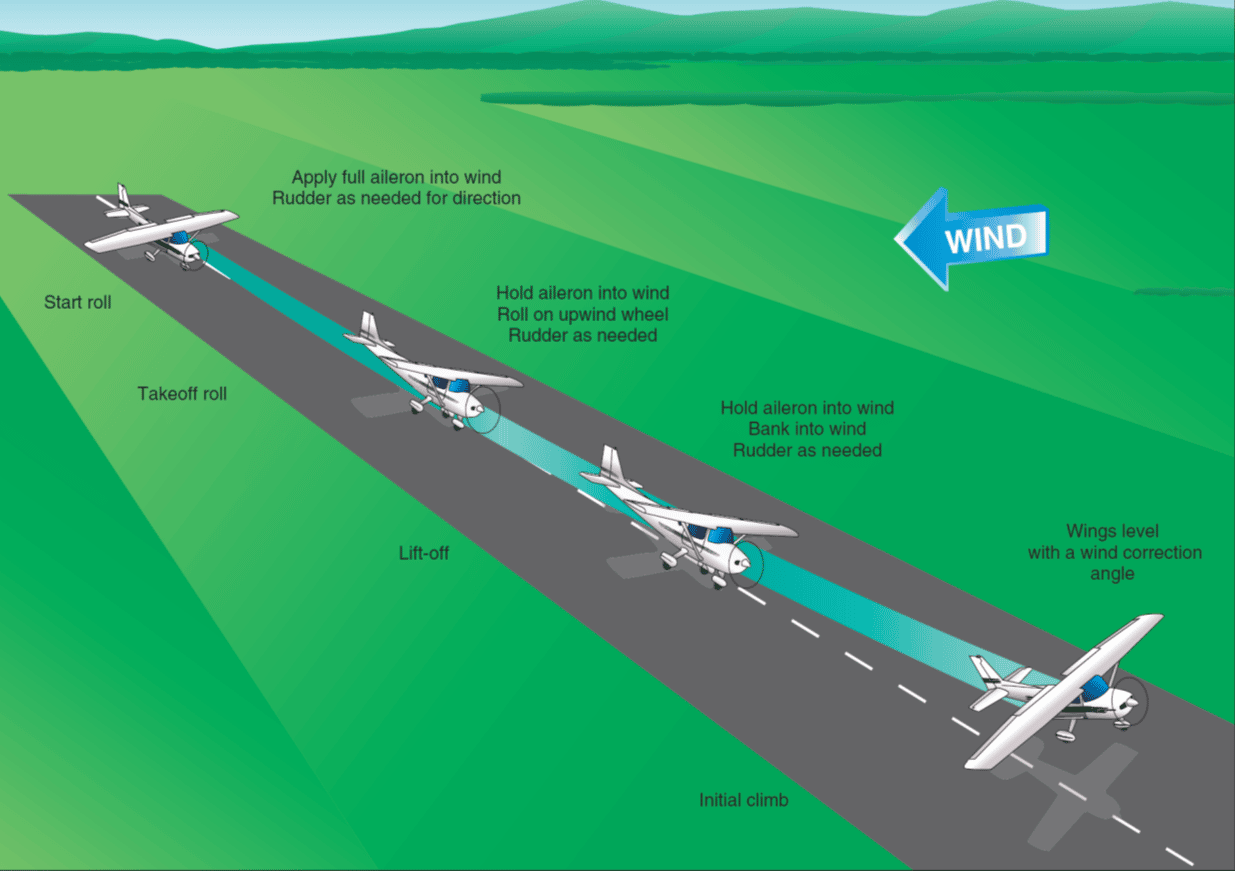 Apply full aileron into wind
Rudder as needed for direction
WIND
Start roll
Hold aileron into wind
Roll on upwind wheel
Rudder as needed
Takeoff roll
Hold aileron into wind
Bank into wind
Rudder as needed
Lift-off
Wings level
with a wind correction
angle
Initial climb